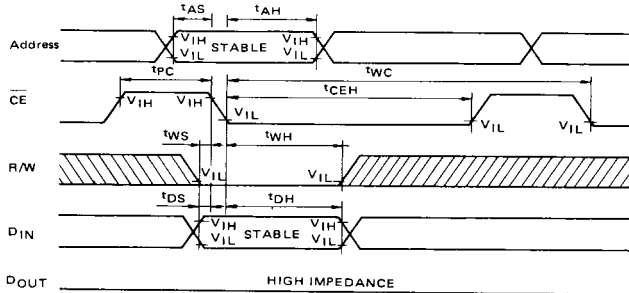 tAS tAH
Address VIH VIL STABLE VIH VIL
tPC tWC
tCEH
CE VIH VIH VIL VIL VIL
tWS tWH
R/W VIL VIL
tDS tDH
DIN VIH VIL STABLE VIH VIL
DOUT HIGH IMPEDANCE